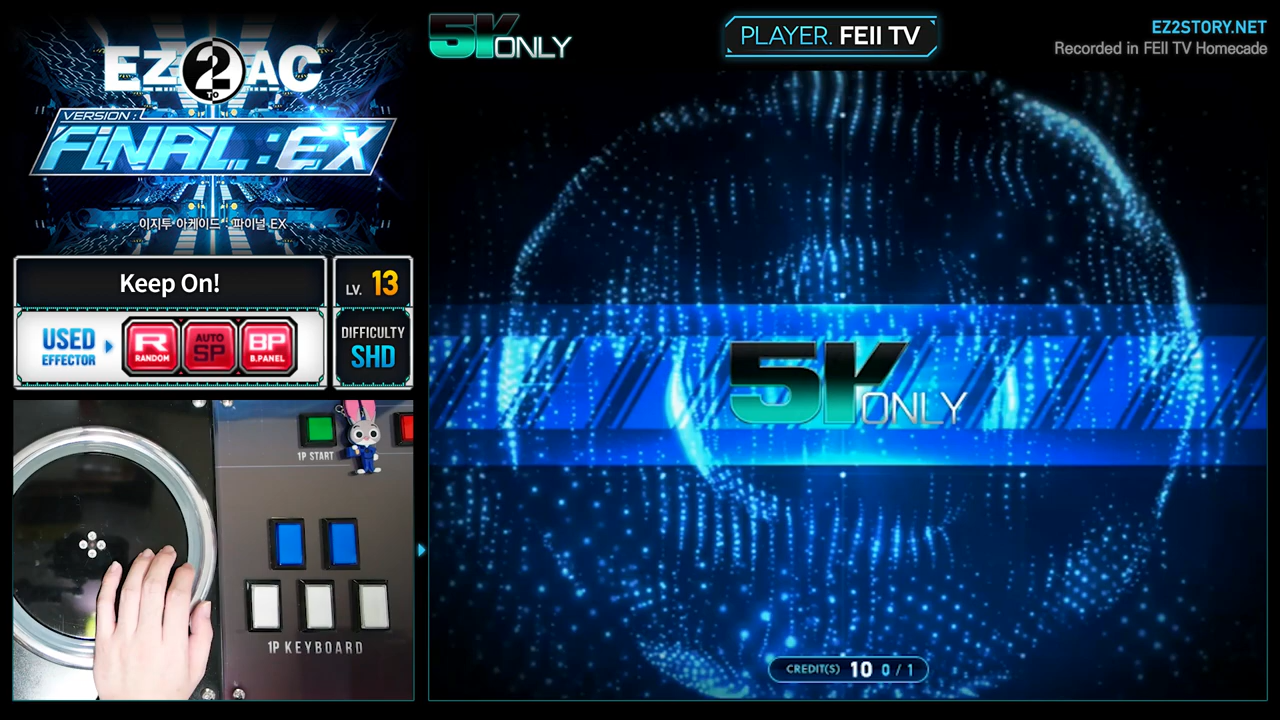 EZ2AC
TO
VERSION :
FiNAL : EX
이지투 아케이드 : 파이널 EX
Keep On!
LV. 13
USED
EFFECTOR
R
RANDOM
AUTO
SP
BP
B.PANEL
DIFFICULTY
SHD
1P START
1P KEYBOARD
5K ONLY
PLAYER. FEII TV
EZ2STORY.NET
Recorded in FEII TV Homecade
5K ONLY
CREDIT(S) 10 0 / 1